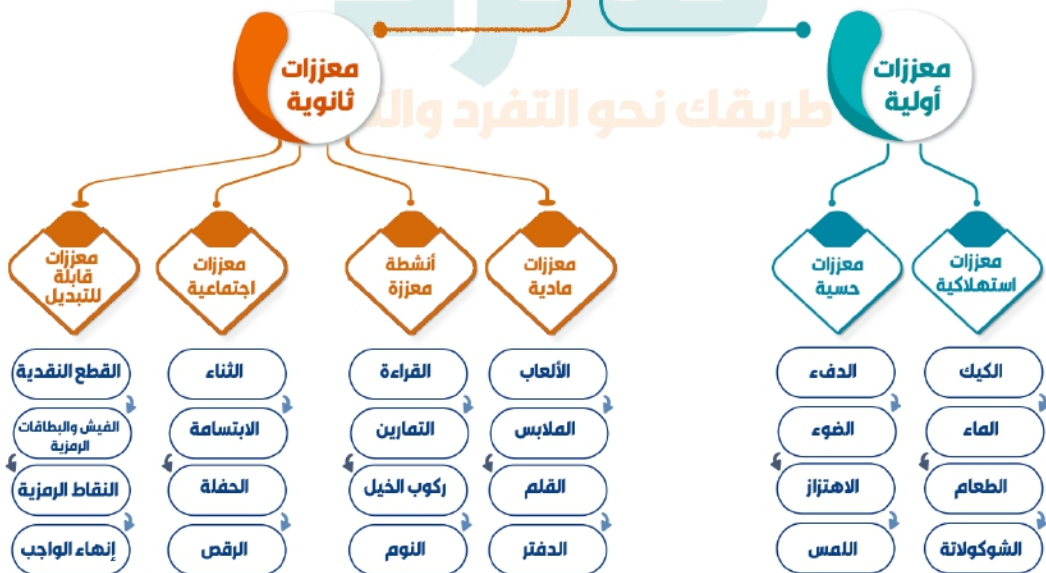 معززات
أولية
معززات
ثانوية
طريقك نحو التفرد
معززات
استهلاكية
معززات
حسية
معززات
مادية
أنشطة
معززة
معززات
اجتماعية
معززات
قابلة
للتبديل
الكيك
الماء
الطعام
الشوكولاتة
الدفء
الضوء
الاهتزاز
اللمس
الألعاب
الملابس
القلم
الدفتر
القراءة
التمارين
ركوب الخيل
النوم
الثناء
الابتسامة
الحفلة
الرقص
القطع النقدية
الفيش والبطاقات
الرمزية
النقاط الرمزية
إنهاء الواجب